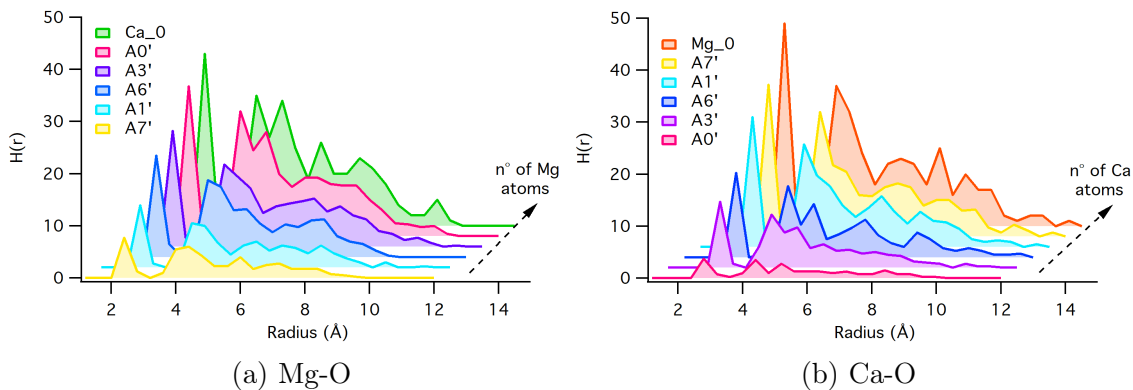 50
40
30
20
10
0
H(r)
Ca_0
A0'
A3'
A6'
A1'
A7'
n° of Mg
atoms
2 4 6 8 10 12 14
Radius (Å)
(a) Mg-O
50
40
30
20
10
0
H(r)
Mg_0
A7'
A1'
A6'
A3'
A0'
n° of Ca
atoms
2 4 6 8 10 12 14
Radius (Å)
(b) Ca-O